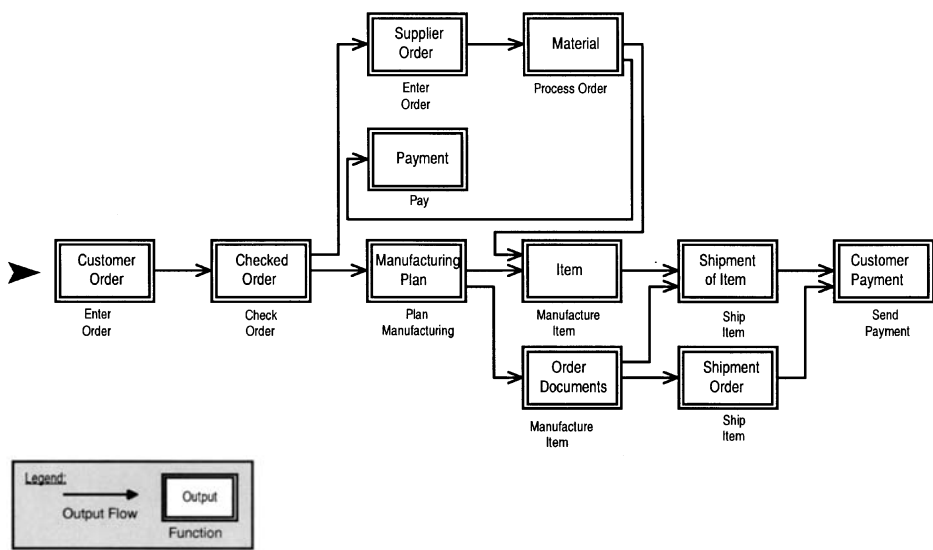 Supplier
Order
Enter
Order
Material
Process Order
Payment
Pay
Customer
Order
Enter
Order
Checked
Order
Check
Order
Manufacturing
Plan
Plan
Manufacturing
Item
Manufacture
Item
Shipment
of Item
Ship
Item
Customer
Payment
Send
Payment
Order
Documents
Manufacture
Item
Shipment
Order
Ship
Item
Legend:
Output Flow
Output
Function